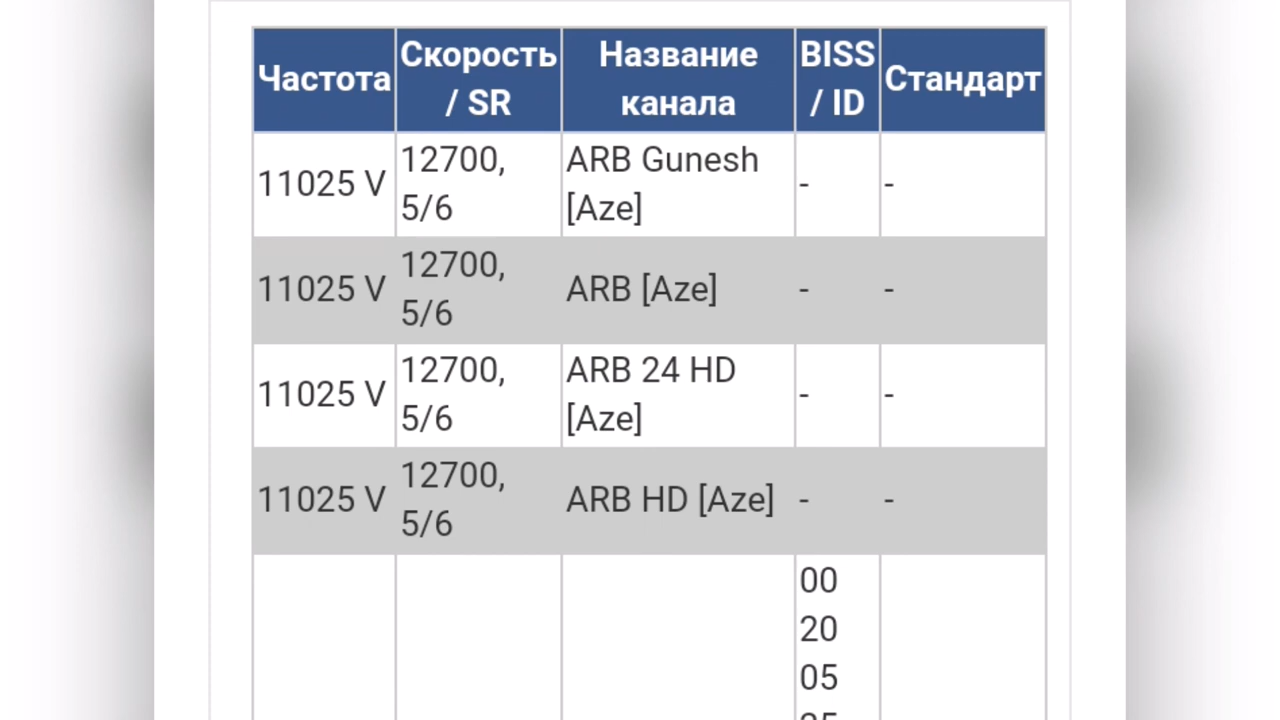 Частота Скорость / SR Название канала BISS / ID Стандарт
11025 V 12700, 5/6 ARB Gunesh [Aze] - -
11025 V 12700, 5/6 ARB [Aze] - -
11025 V 12700, 5/6 ARB 24 HD [Aze] - -
11025 V 12700, 5/6 ARB HD [Aze] - -
00
20
05